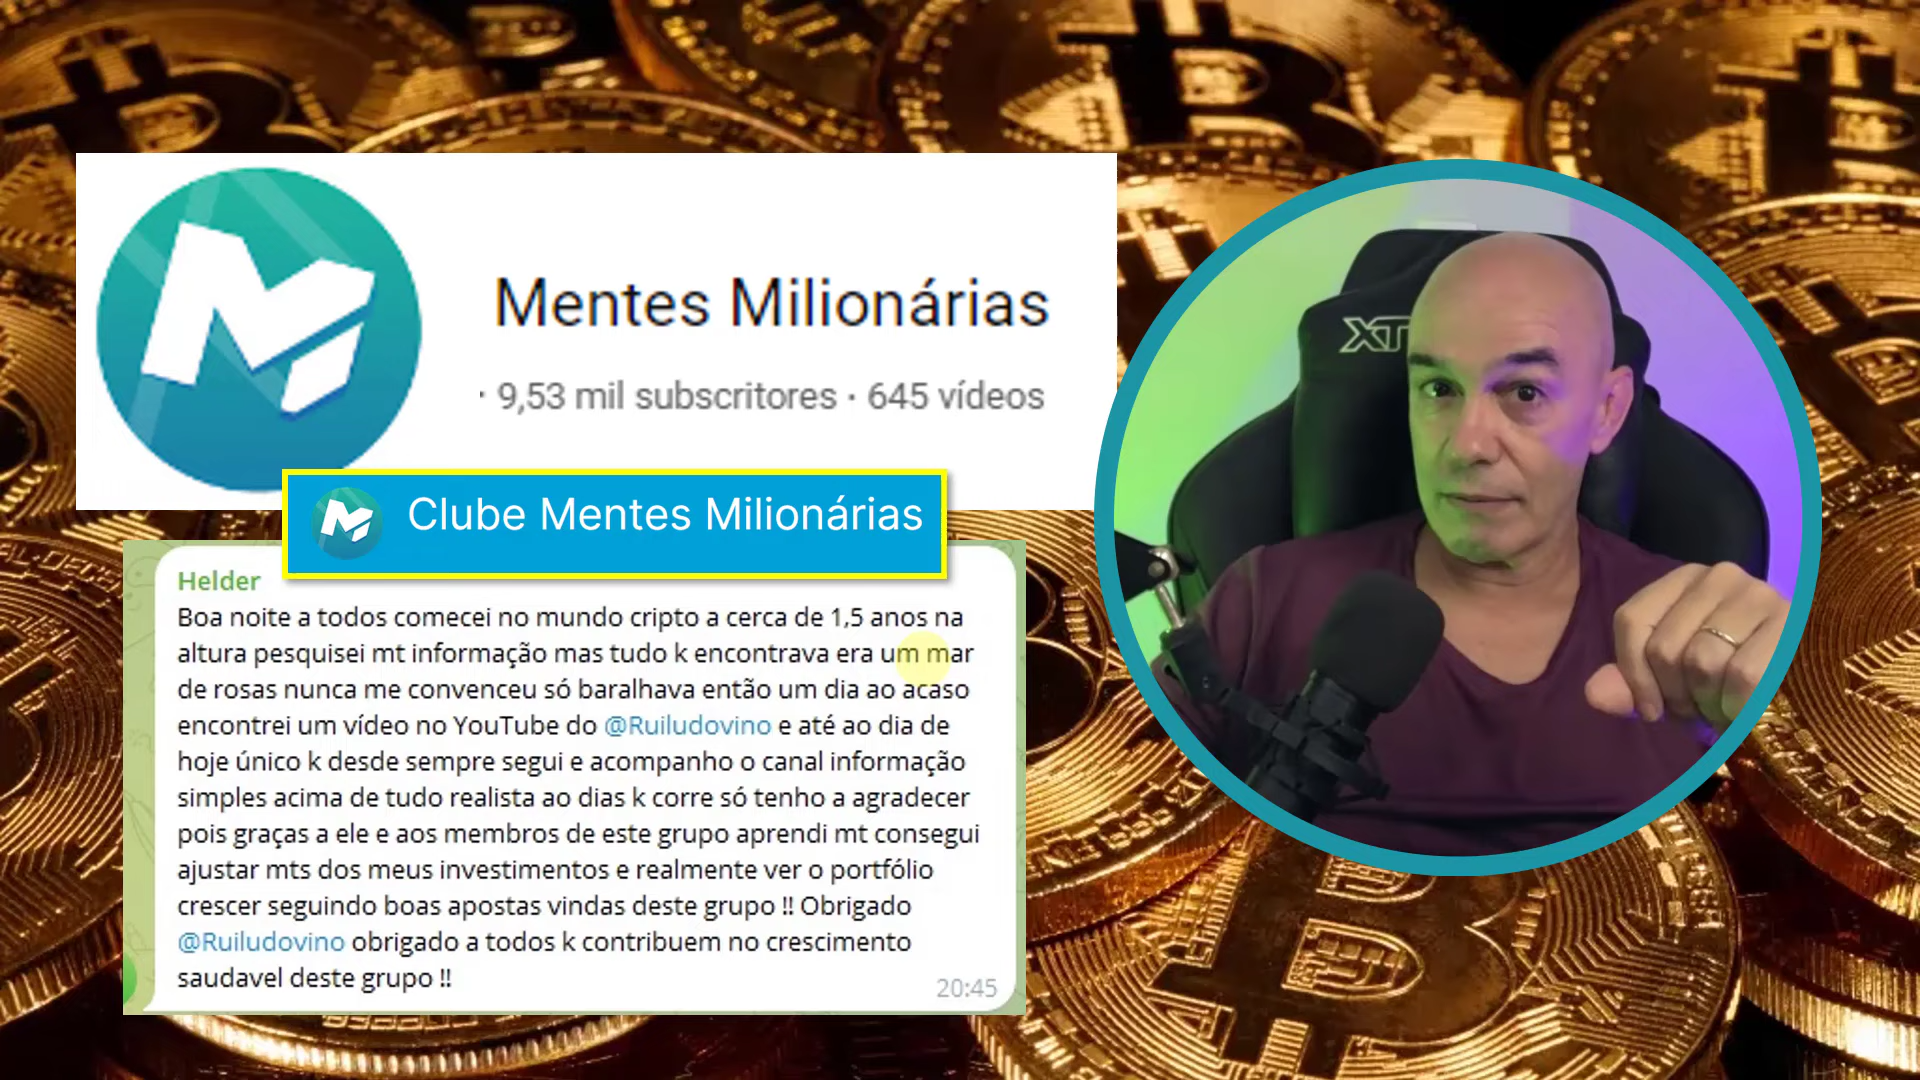 Mentes Milionárias
· 9,53 mil subscritores · 645 vídeos
Clube Mentes Milionárias
Helder
Boa noite a todos comecei no mundo cripto a cerca de 1,5 anos na
altura pesquisei mt informação mas tudo k encontrava era um mar
de rosas nunca me convenceu só baralhava então um dia ao acaso
encontrei um vídeo no YouTube do @Ruiludovino e até ao dia de
hoje único k desde sempre segui e acompanho o canal informação
simples acima de tudo realista ao dias k corre só tenho a agradecer
pois graças a ele e aos membros de este grupo aprendi mt consegui
ajustar mts dos meus investimentos e realmente ver o portfólio
crescer seguindo boas apostas vindas deste grupo !! Obrigado
@Ruiludovino obrigado a todos k contribuem no crescimento
saudavel deste grupo !!
20:45